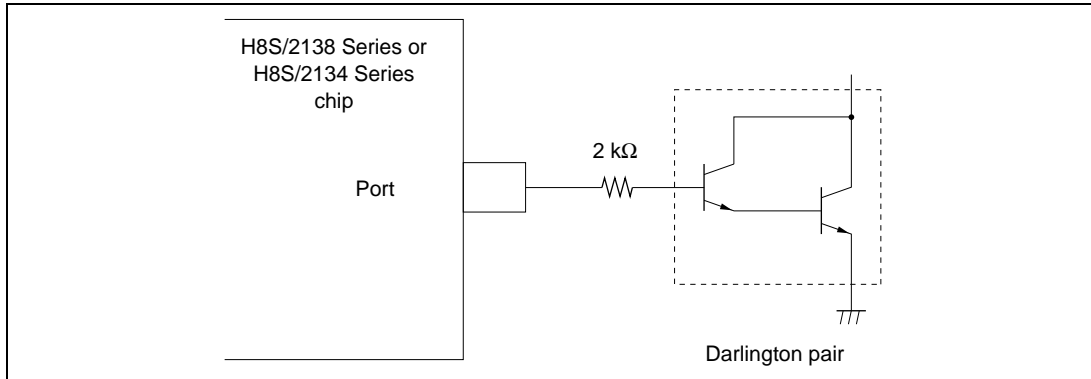 H8S/2138 Series or
H8S/2134 Series
chip
2 kΩ
Port
Darlington pair